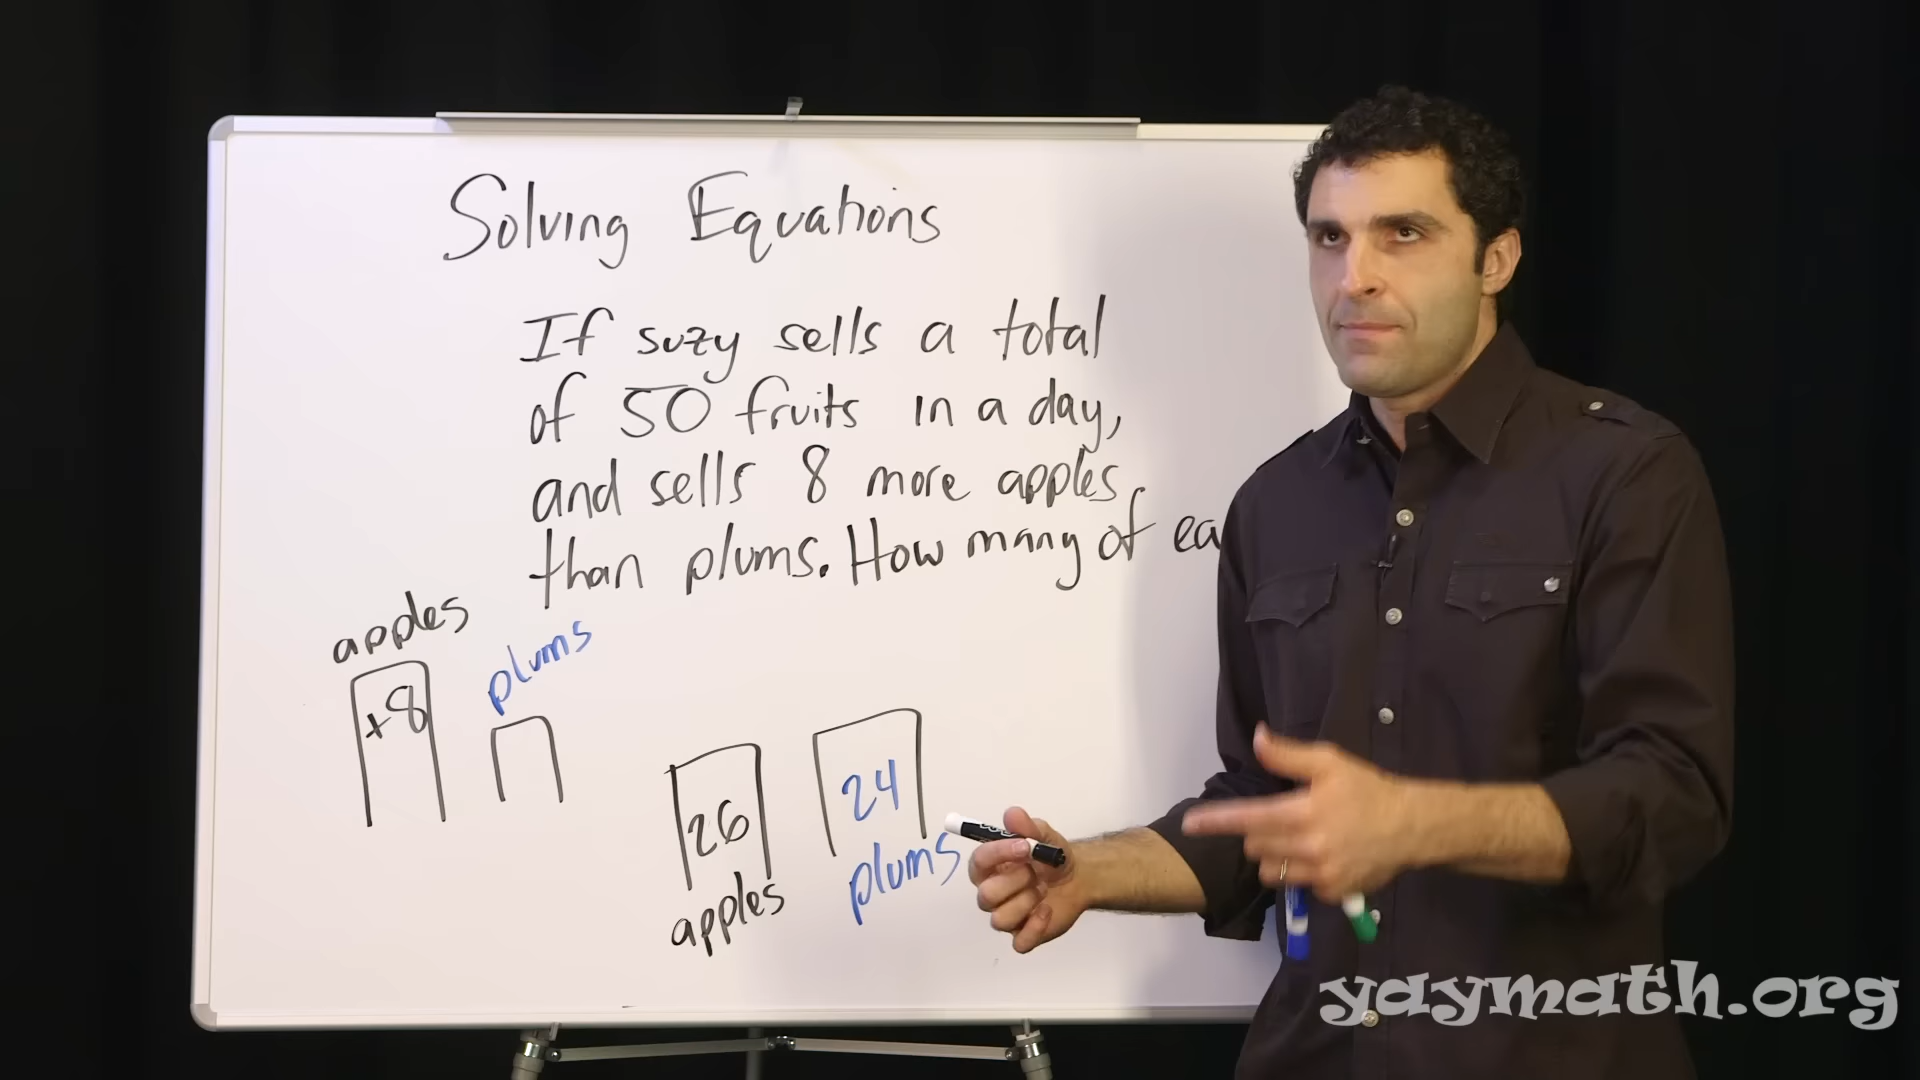 Solving Equations
If suzy sells a total
of 50 fruits in a day,
and sells 8 more apples
than plums. How many of ea
apples
plums
+8
26
24
apples
plums
yaymath.org